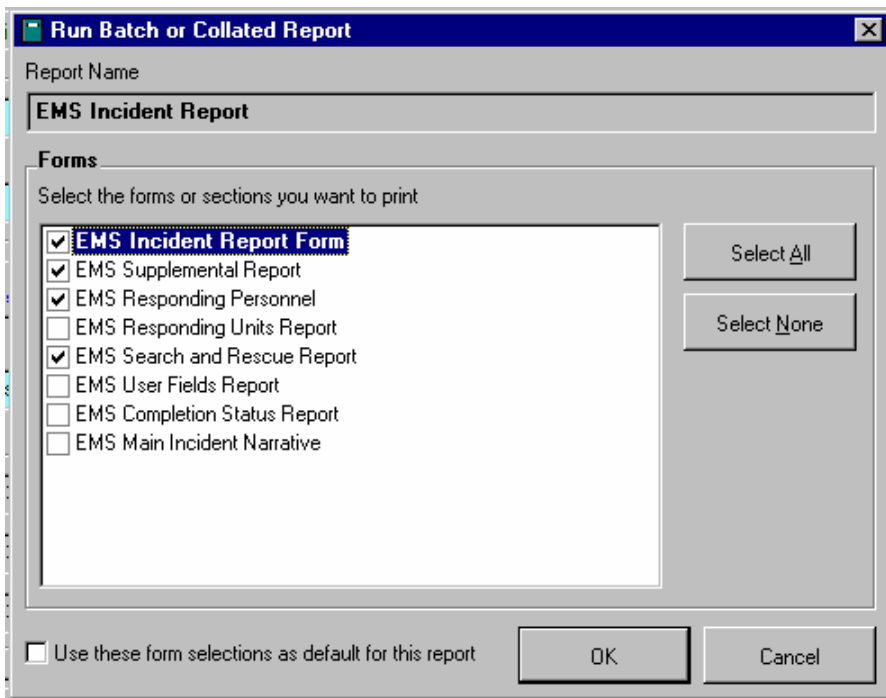 Run Batch or Collated Report
Report Name
EMS Incident Report
Forms
Select the forms or sections you want to print
EMS Incident Report Form
EMS Supplemental Report
EMS Responding Personnel
EMS Responding Units Report
EMS Search and Rescue Report
EMS User Fields Report
EMS Completion Status Report
EMS Main Incident Narrative
Select All
Select None
Use these form selections as default for this report
OK
Cancel